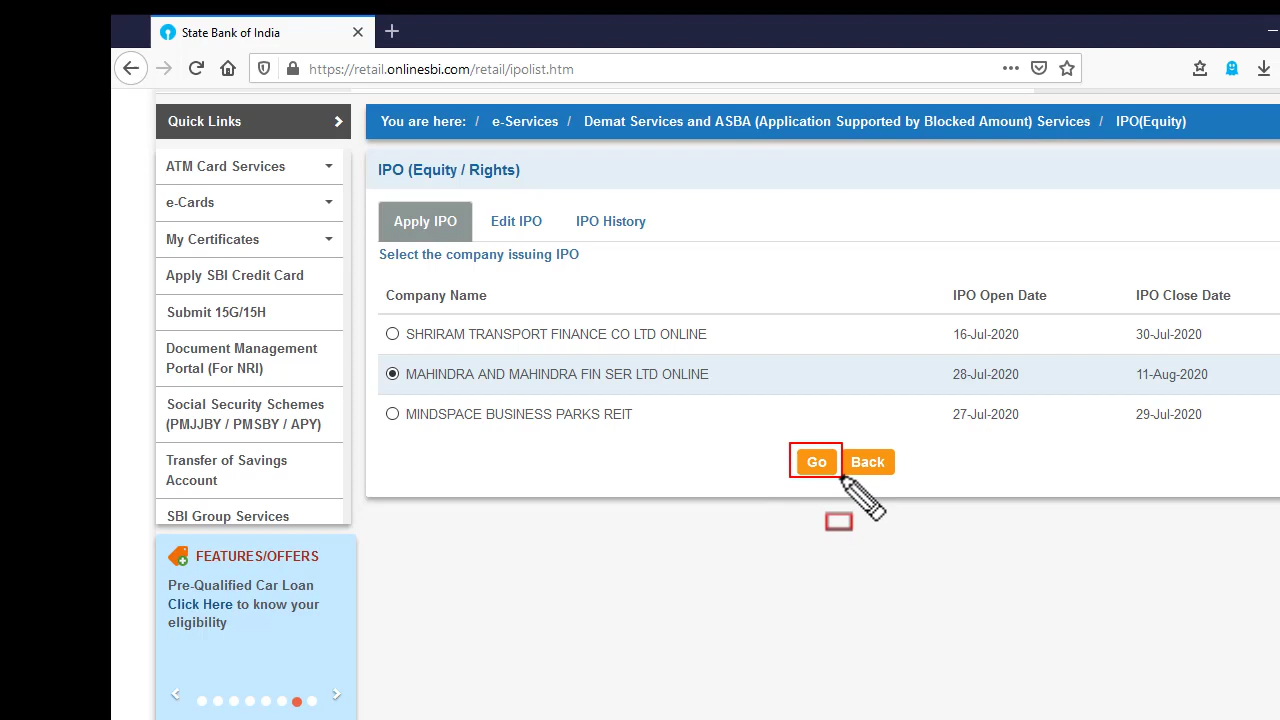 State Bank of India
https://retail.onlinesbi.com/retail/ipolist.htm
Quick Links
ATM Card Services
e-Cards
My Certificates
Apply SBI Credit Card
Submit 15G/15H
Document Management
Portal (For NRI)
Social Security Schemes
(PMJJBY / PMSBY / APY)
Transfer of Savings
Account
SBI Group Services
FEATURES/OFFERS
Pre-Qualified Car Loan
Click Here to know your
eligibility
You are here: / e-Services / Demat Services and ASBA (Application Supported by Blocked Amount) Services / IPO(Equity)
IPO (Equity / Rights)
Apply IPO Edit IPO IPO History
Select the company issuing IPO
Company Name IPO Open Date IPO Close Date
SHRIRAM TRANSPORT FINANCE CO LTD ONLINE 16-Jul-2020 30-Jul-2020
MAHINDRA AND MAHINDRA FIN SER LTD ONLINE 28-Jul-2020 11-Aug-2020
MINDSPACE BUSINESS PARKS REIT 27-Jul-2020 29-Jul-2020
Go Back